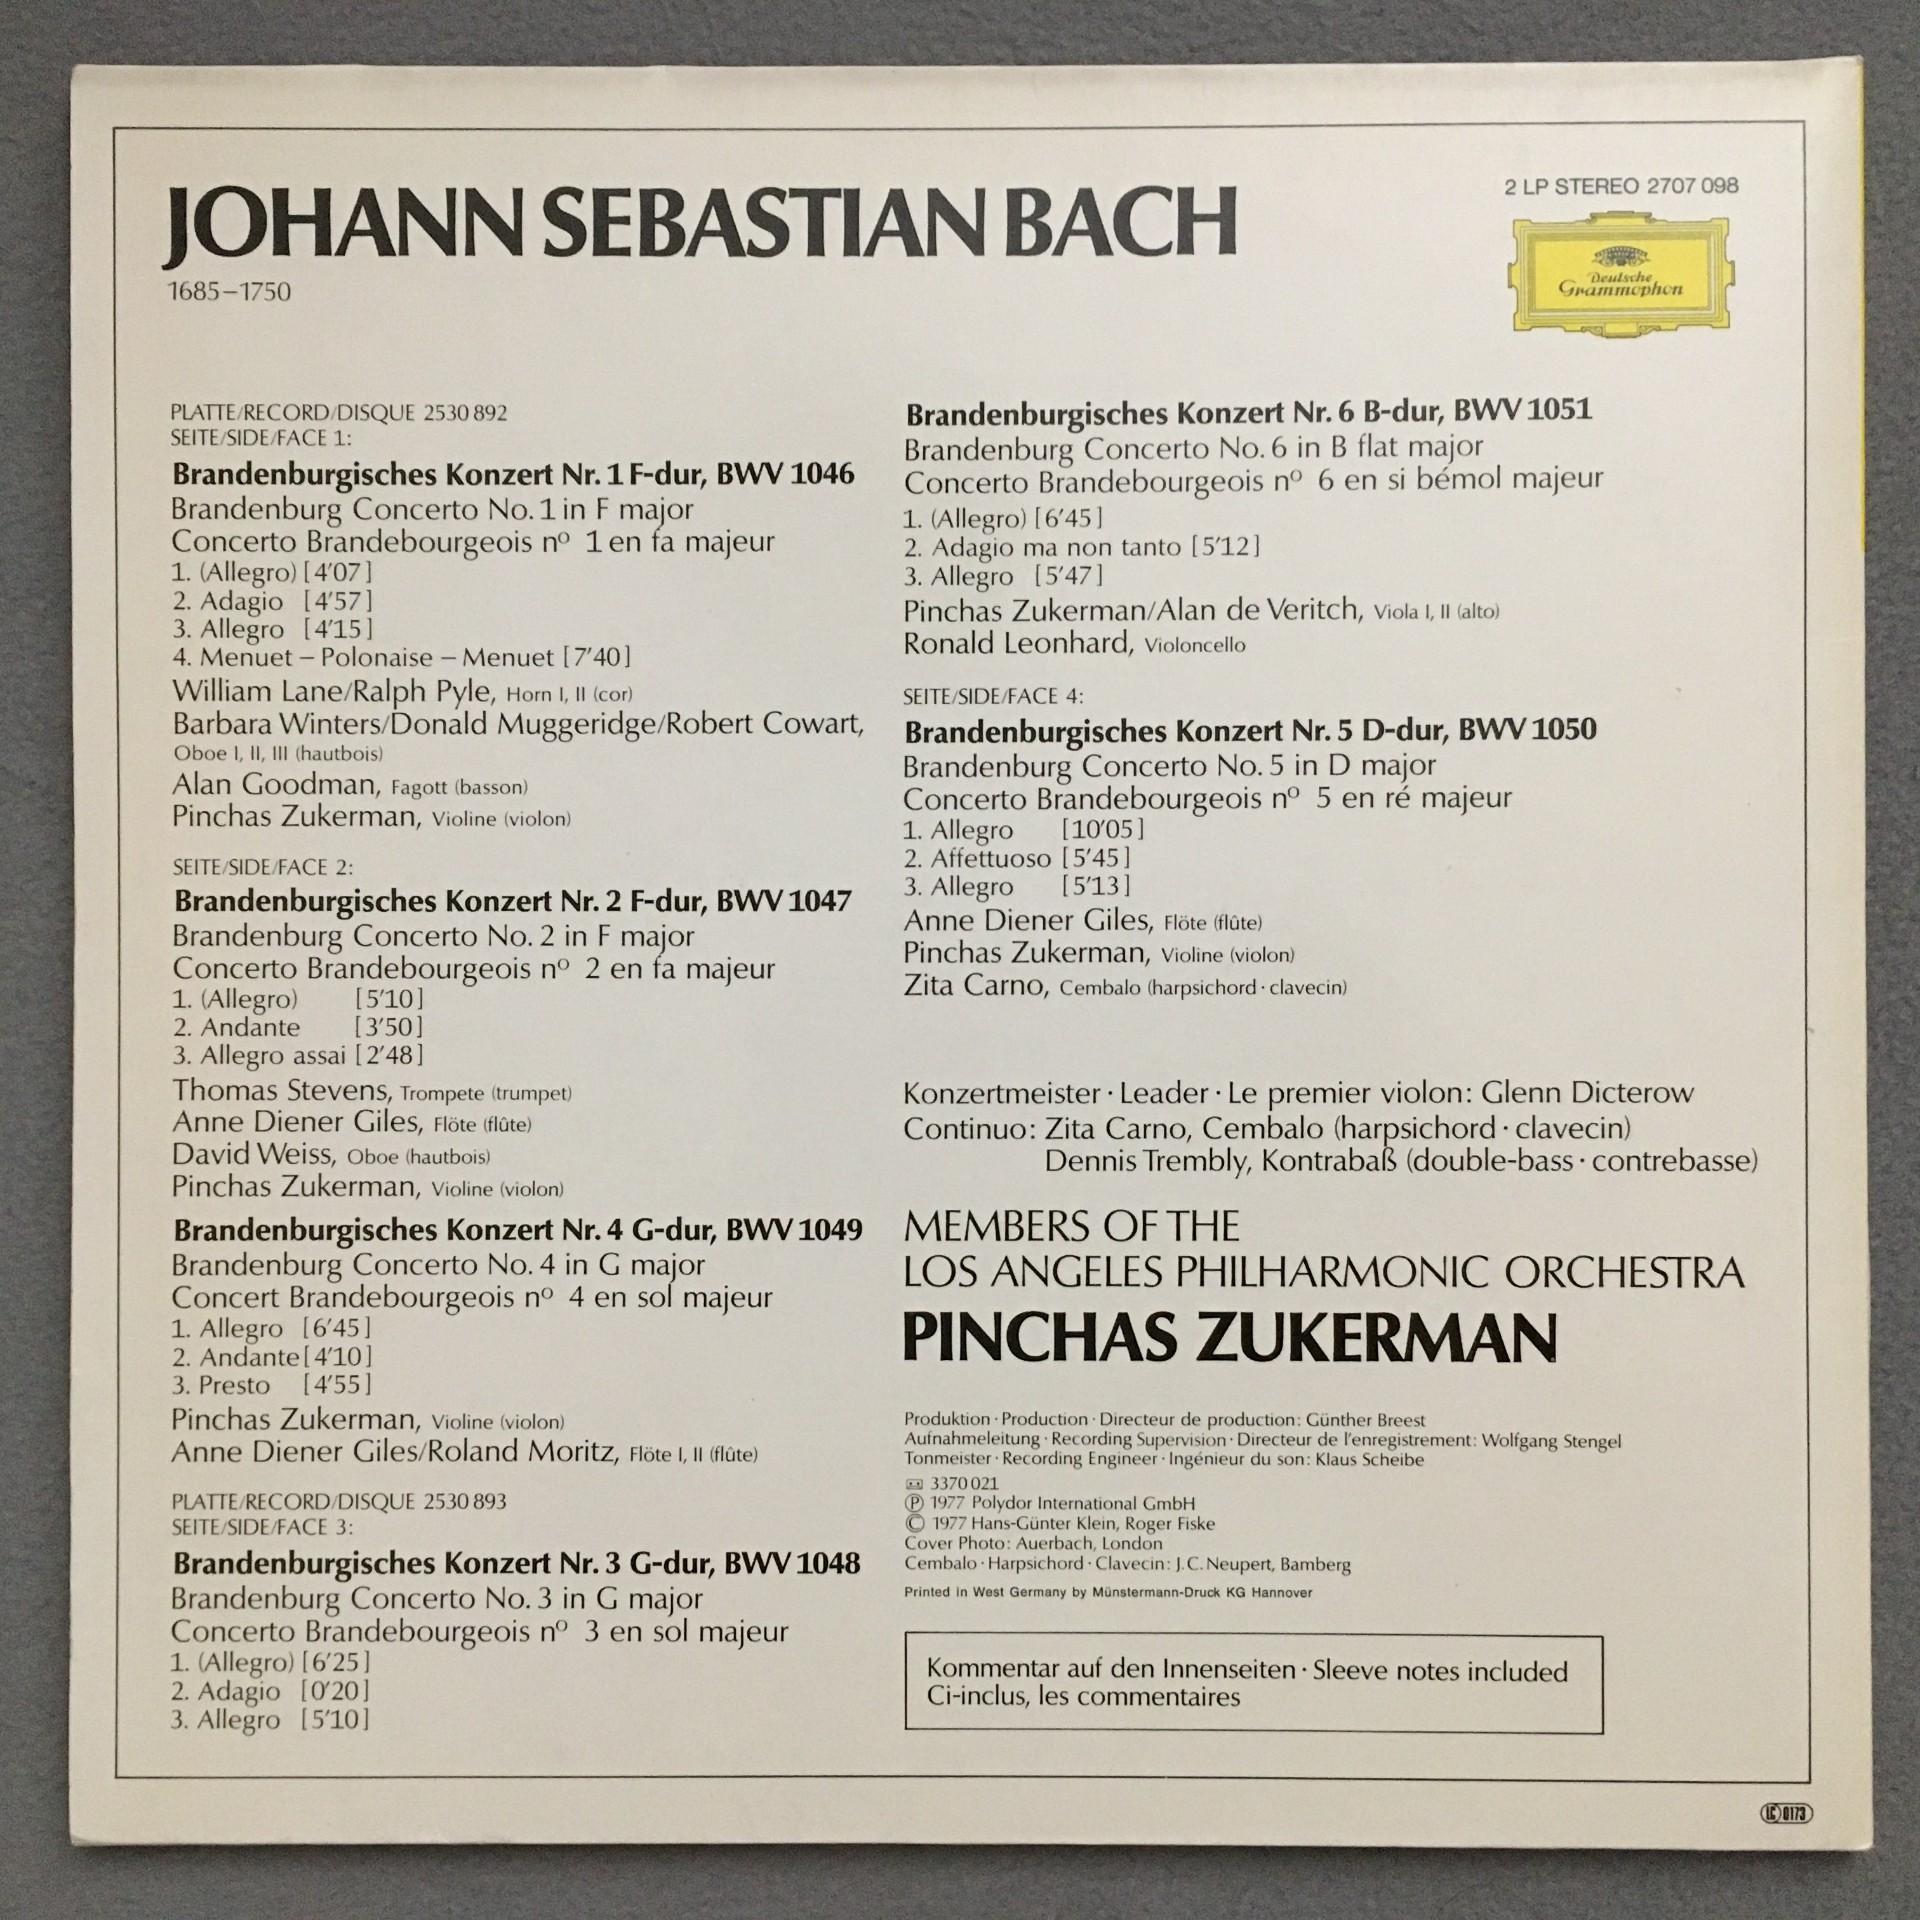 JOHANN SEBASTIAN BACH
1685–1750
2 LP STEREO 2707 098
Deutsche
Grammophon
PLATTE/RECORD/DISQUE 2530 892
SEITE/SIDE/FACE 1:
Brandenburgisches Konzert Nr. 1 F-dur, BWV 1046
Brandenburg Concerto No. 1 in F major
Concerto Brandebourgeois nº 1 en fa majeur
1. (Allegro) [4′07]
2. Adagio [4′57]
3. Allegro [4′15]
4. Menuet – Polonaise – Menuet [7′40]
William Lane/Ralph Pyle, Horn I, II (cor)
Barbara Winters/Donald Muggeridge/Robert Cowart,
Oboe I, II, III (hautbois)
Alan Goodman, Fagott (basson)
Pinchas Zukerman, Violine (violon)
SEITE/SIDE/FACE 2:
Brandenburgisches Konzert Nr. 2 F-dur, BWV 1047
Brandenburg Concerto No. 2 in F major
Concerto Brandebourgeois nº 2 en fa majeur
1. (Allegro) [5′10]
2. Andante [3′50]
3. Allegro assai [2′48]
Thomas Stevens, Trompete (trumpet)
Anne Diener Giles, Flöte (flûte)
David Weiss, Oboe (hautbois)
Pinchas Zukerman, Violine (violon)
Brandenburgisches Konzert Nr. 4 G-dur, BWV 1049
Brandenburg Concerto No. 4 in G major
Concert Brandebourgeois nº 4 en sol majeur
1. Allegro [6′45]
2. Andante [4′10]
3. Presto [4′55]
Pinchas Zukerman, Violine (violon)
Anne Diener Giles/Roland Moritz, Flöte I, II (flûte)
PLATTE/RECORD/DISQUE 2530 893
SEITE/SIDE/FACE 3:
Brandenburgisches Konzert Nr. 3 G-dur, BWV 1048
Brandenburg Concerto No. 3 in G major
Concerto Brandebourgeois nº 3 en sol majeur
1. (Allegro) [6′25]
2. Adagio [0′20]
3. Allegro [5′10]
Brandenburgisches Konzert Nr. 6 B-dur, BWV 1051
Brandenburg Concerto No. 6 in B flat major
Concerto Brandebourgeois nº 6 en si bémol majeur
1. (Allegro) [6′45]
2. Adagio ma non tanto [5′12]
3. Allegro [5′47]
Pinchas Zukerman/Alan de Veritch, Viola I, II (alto)
Ronald Leonhard, Violoncello
SEITE/SIDE/FACE 4:
Brandenburgisches Konzert Nr. 5 D-dur, BWV 1050
Brandenburg Concerto No. 5 in D major
Concerto Brandebourgeois nº 5 en ré majeur
1. Allegro [10′05]
2. Affettuoso [5′45]
3. Allegro [5′13]
Anne Diener Giles, Flöte (flûte)
Pinchas Zukerman, Violine (violon)
Zita Carno, Cembalo (harpsichord · clavecin)
Konzertmeister · Leader · Le premier violon: Glenn Dicterow
Continuo: Zita Carno, Cembalo (harpsichord · clavecin)
Dennis Trembly, Kontrabaß (double-bass · contrebasse)
MEMBERS OF THE
LOS ANGELES PHILHARMONIC ORCHESTRA
PINCHAS ZUKERMAN
Produktion · Production · Directeur de production: Günther Breest
Aufnahmeleitung · Recording Supervision · Directeur de l'enregistrement: Wolfgang Stengel
Tonmeister · Recording Engineer · Ingénieur du son: Klaus Scheibe
3370 021
Ⓟ 1977 Polydor International GmbH
© 1977 Hans-Günter Klein, Roger Fiske
Cover Photo: Auerbach, London
Cembalo · Harpsichord · Clavecin: J. C. Neupert, Bamberg
Printed in West Germany by Münstermann-Druck KG Hannover
Kommentar auf den Innenseiten · Sleeve notes included
Ci-inclus, les commentaires
LC 0173